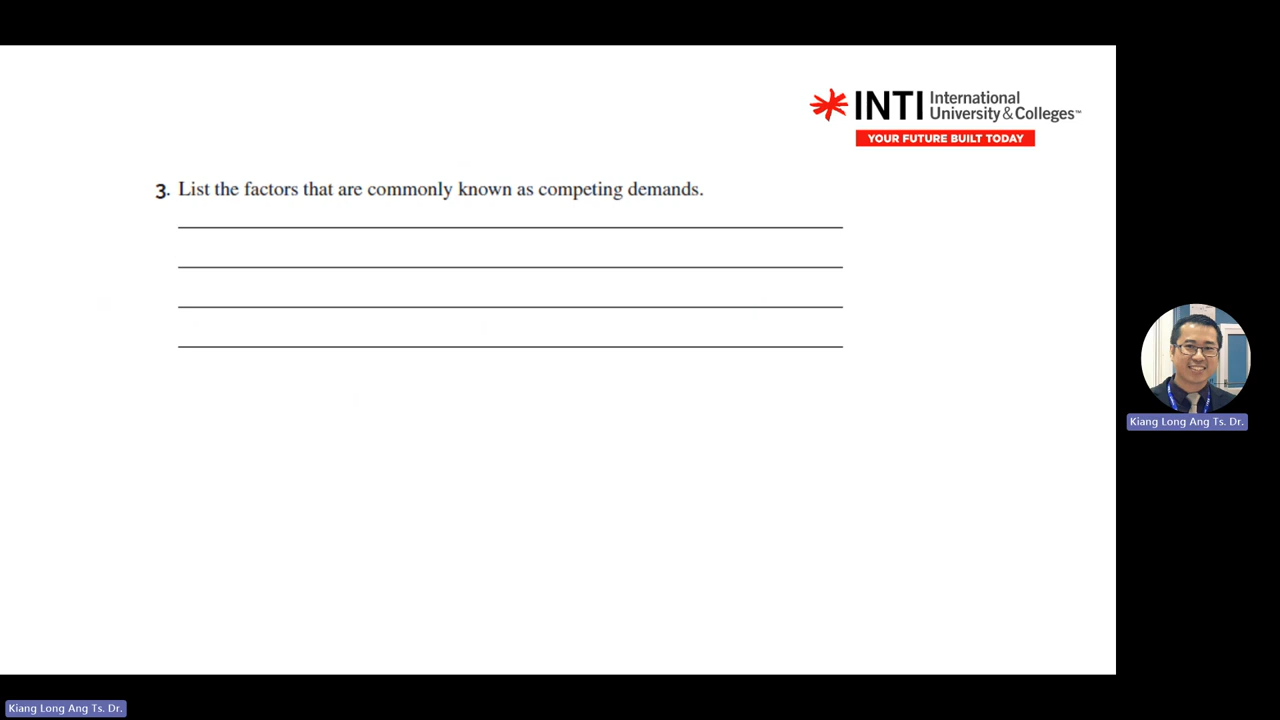 INTI International
University & Colleges™
YOUR FUTURE BUILT TODAY
3. List the factors that are commonly known as competing demands.
Kiang Long Ang Ts. Dr.
Kiang Long Ang Ts. Dr.